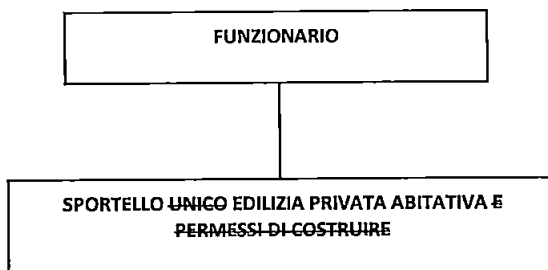 FUNZIONARIO
SPORTELLO UNICO EDILIZIA PRIVATA ABITATIVA E
PERMESSI DI COSTRUIRE